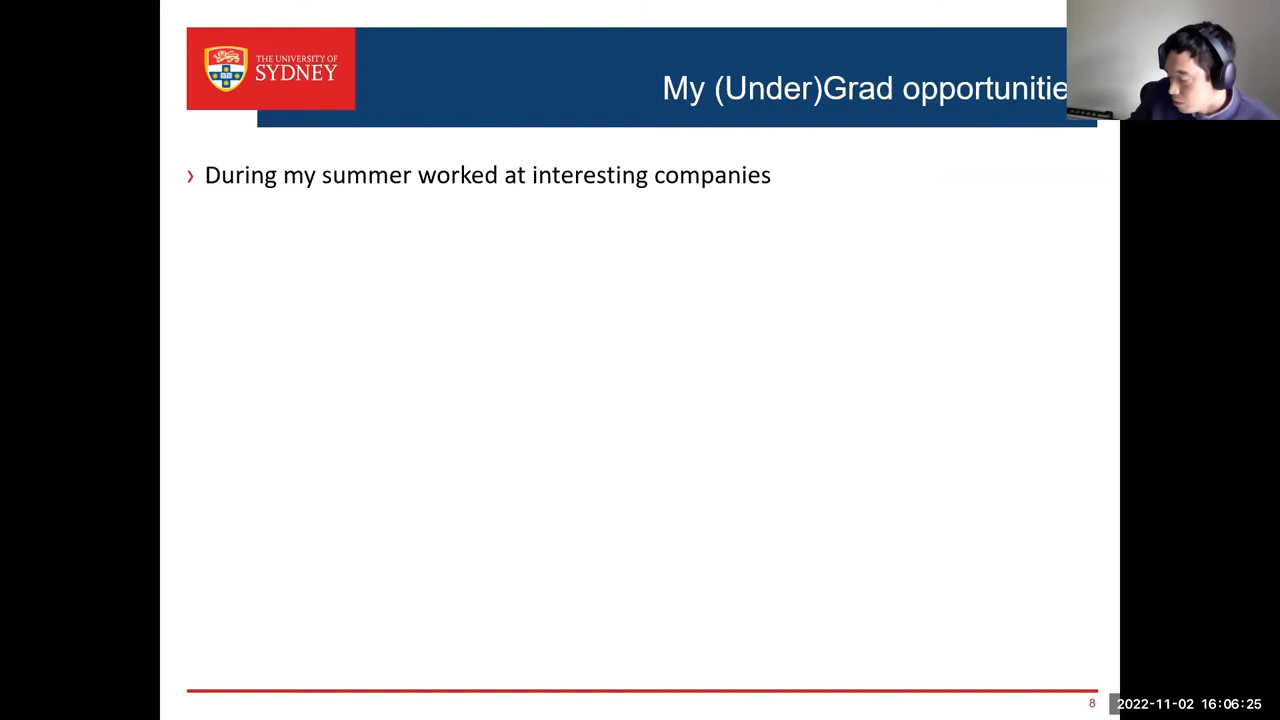 THE UNIVERSITY OF
SYDNEY
My (Under)Grad opportunitie
› During my summer worked at interesting companies
8
2022-11-02 16:06:25